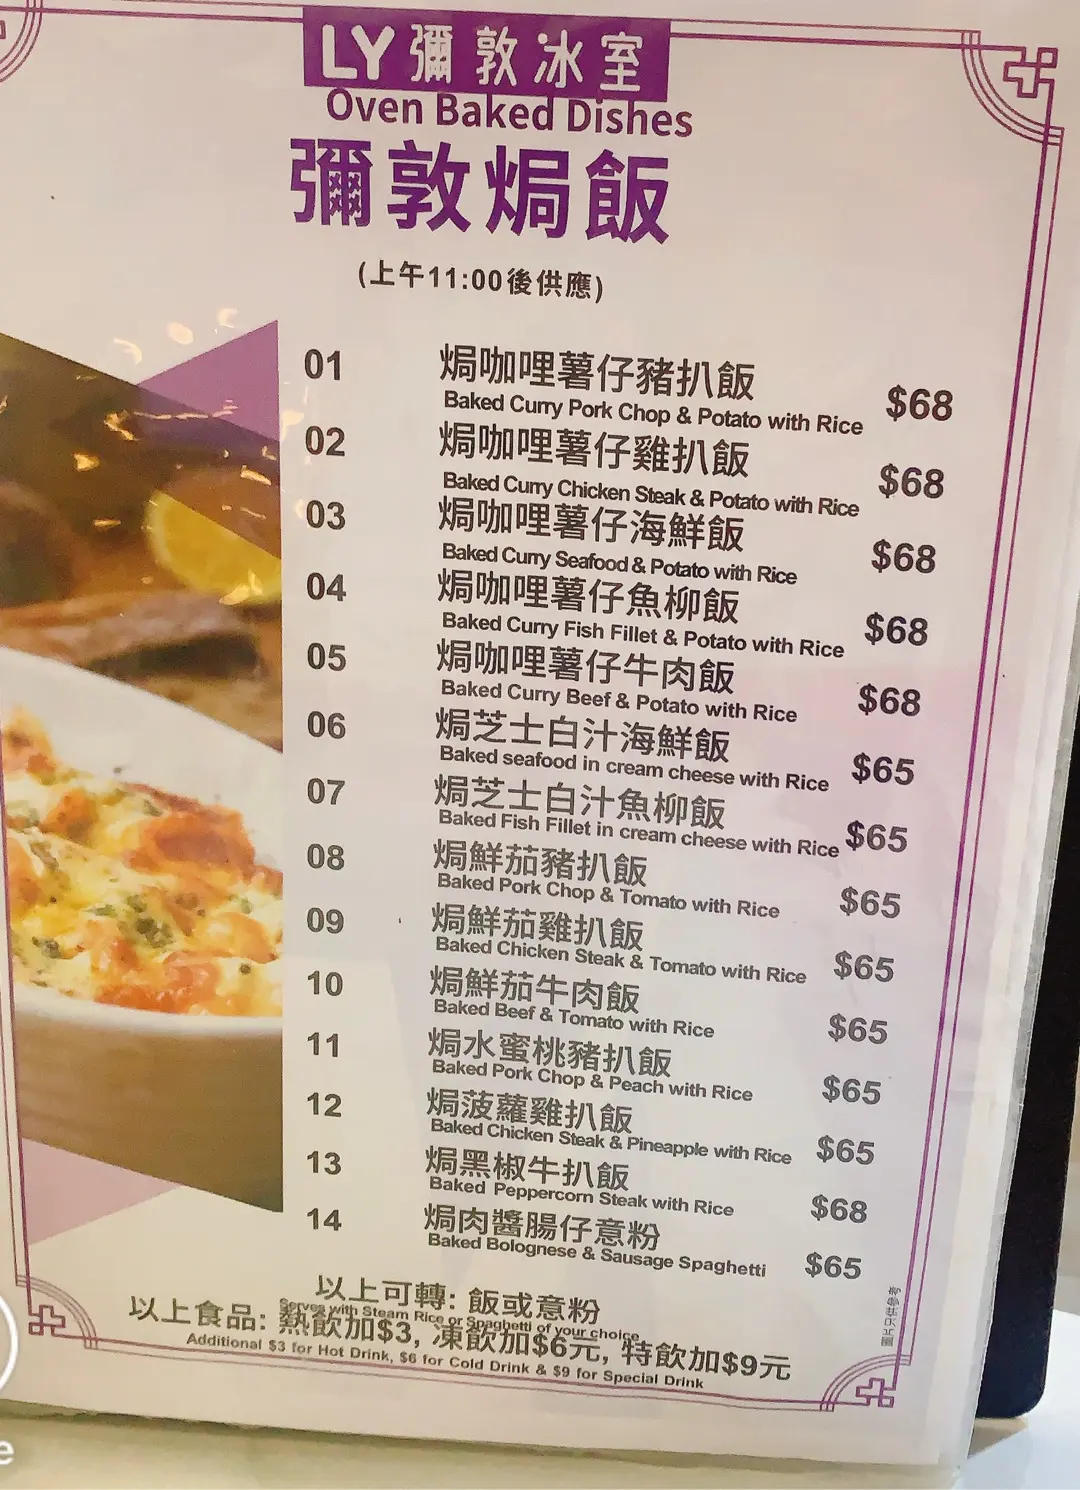 LY 彌敦冰室
Oven Baked Dishes
彌敦焗飯
(上午11:00後供應)
01 焗咖哩薯仔豬扒飯 $68
Baked Curry Pork Chop & Potato with Rice
02 焗咖哩薯仔雞扒飯 $68
Baked Curry Chicken Steak & Potato with Rice
03 焗咖哩薯仔海鮮飯 $68
Baked Curry Seafood & Potato with Rice
04 焗咖哩薯仔魚柳飯 $68
Baked Curry Fish Fillet & Potato with Rice
05 焗咖哩薯仔牛肉飯 $68
Baked Curry Beef & Potato with Rice
06 焗芝士白汁海鮮飯 $65
Baked seafood in cream cheese with Rice
07 焗芝士白汁魚柳飯 $65
Baked Fish Fillet in cream cheese with Rice
08 焗鮮茄豬扒飯 $65
Baked Pork Chop & Tomato with Rice
09 焗鮮茄雞扒飯 $65
Baked Chicken Steak & Tomato with Rice
10 焗鮮茄牛肉飯 $65
Baked Beef & Tomato with Rice
11 焗水蜜桃豬扒飯 $65
Baked Pork Chop & Peach with Rice
12 焗菠蘿雞扒飯 $65
Baked Chicken Steak & Pineapple with Rice
13 焗黑椒牛扒飯 $68
Baked Peppercorn Steak with Rice
14 焗肉醬腸仔意粉 $65
Baked Bolognese & Sausage Spaghetti
以上可轉: 飯或意粉
Serves with Steam Rice or Spaghetti of your choice
以上食品: 熱飲加$3, 凍飲加$6元, 特飲加$9元
Additional $3 for Hot Drink, $6 for Cold Drink & $9 for Special Drink
圖片只供參考
e